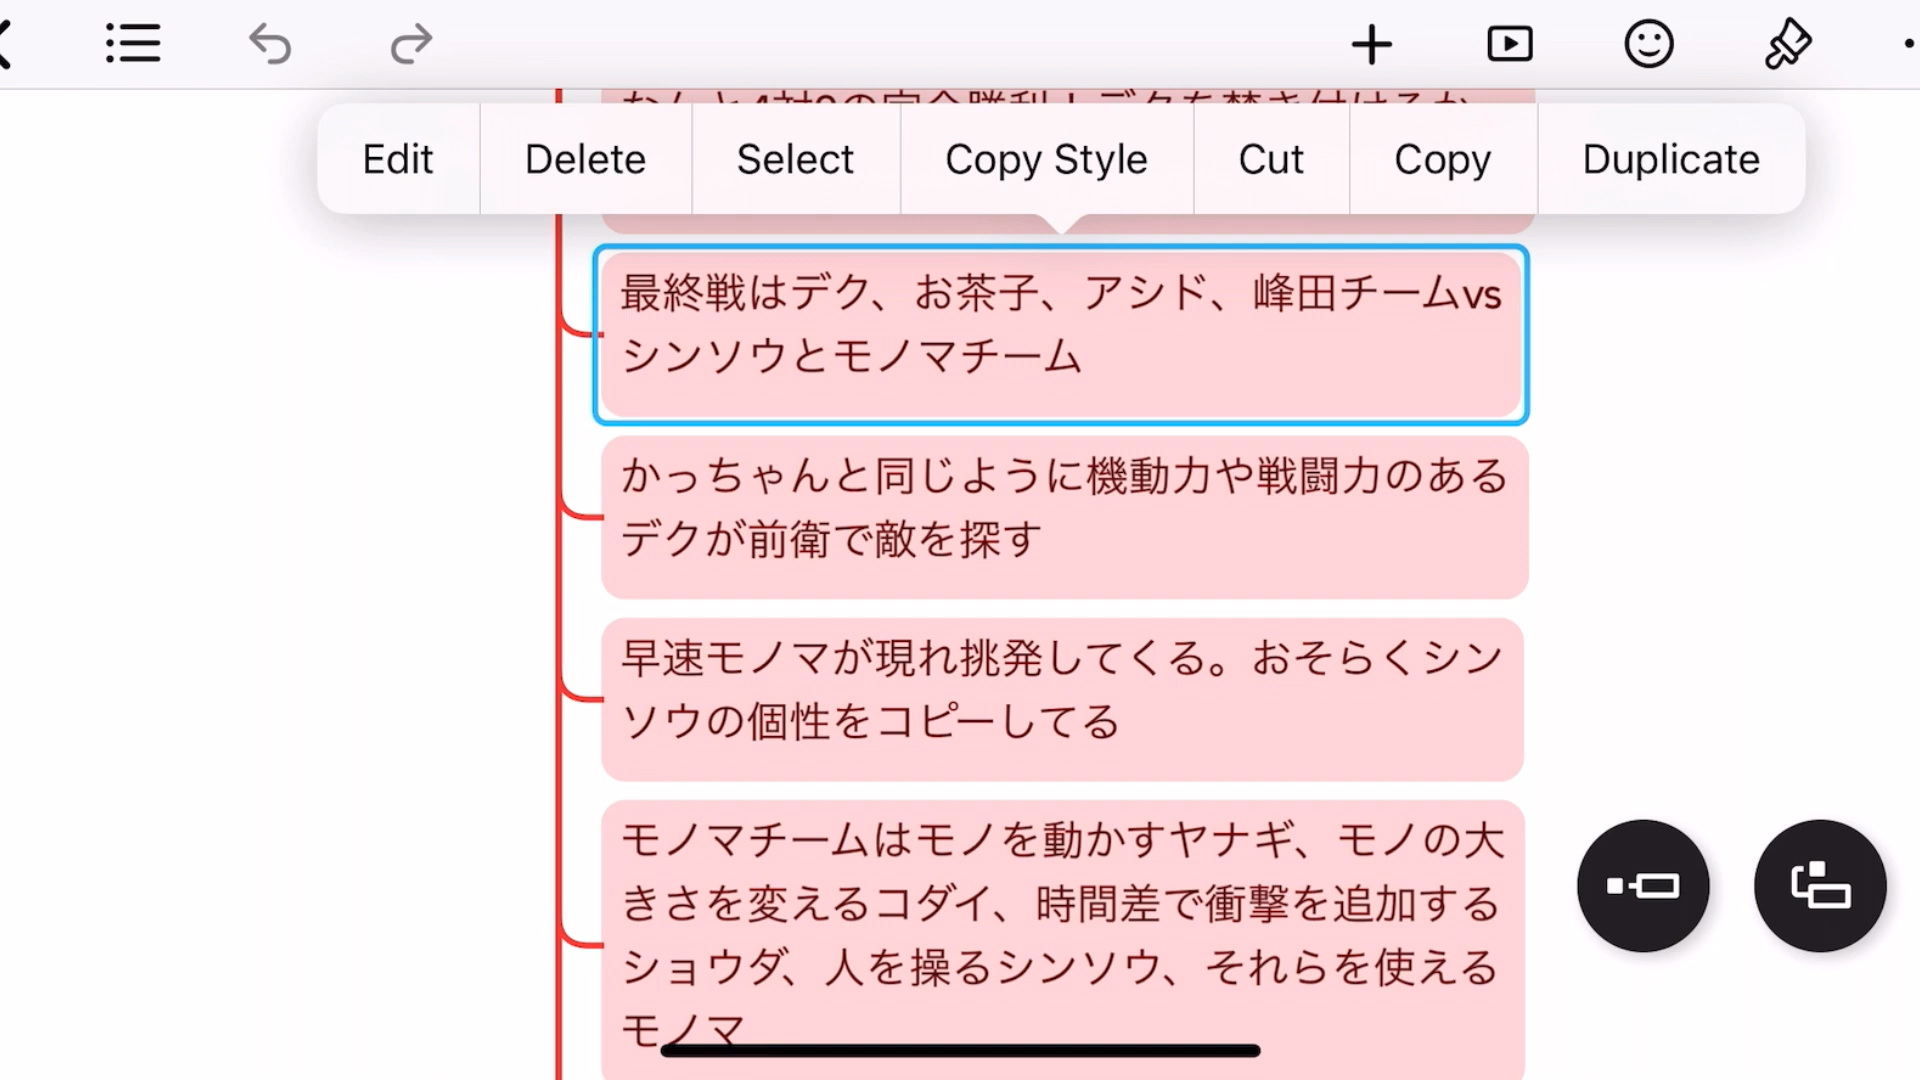 Edit
Delete
Select
Copy Style
Cut
Copy
Duplicate
最終戦はデク、お茶子、アシド、峰田チームvs
シンソウとモノマチーム
かっちゃんと同じように機動力や戦闘力のある
デクが前衛で敵を探す
早速モノマが現れ挑発してくる。おそらくシン
ソウの個性をコピーしてる
モノマチームはモノを動かすヤナギ、モノの大
きさを変えるコダイ、時間差で衝撃を追加する
ショウダ、人を操るシンソウ、それらを使える
モノマ